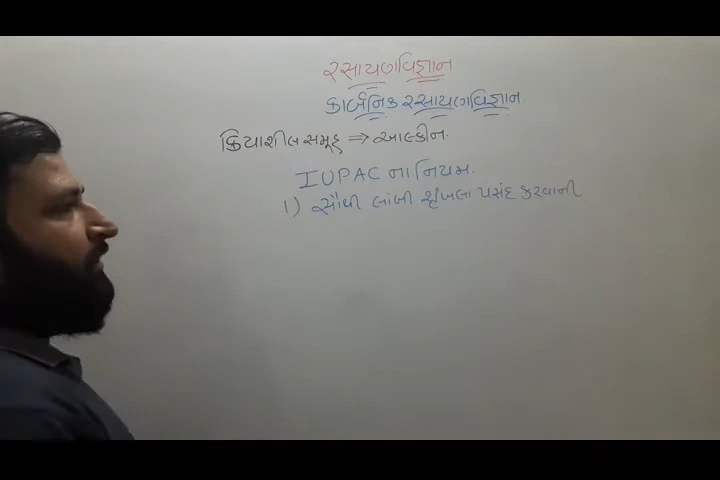 રસાયણવિજ્ઞાન
કાર્બનિક રસાયણવિજ્ઞાન
ક્રિયાશીલ સમૂહ ⇒ આલ્કીન.
IUPAC ના નિયમ.
1) સૌથી લાંબી શૃંખલા પસંદ કરવાની